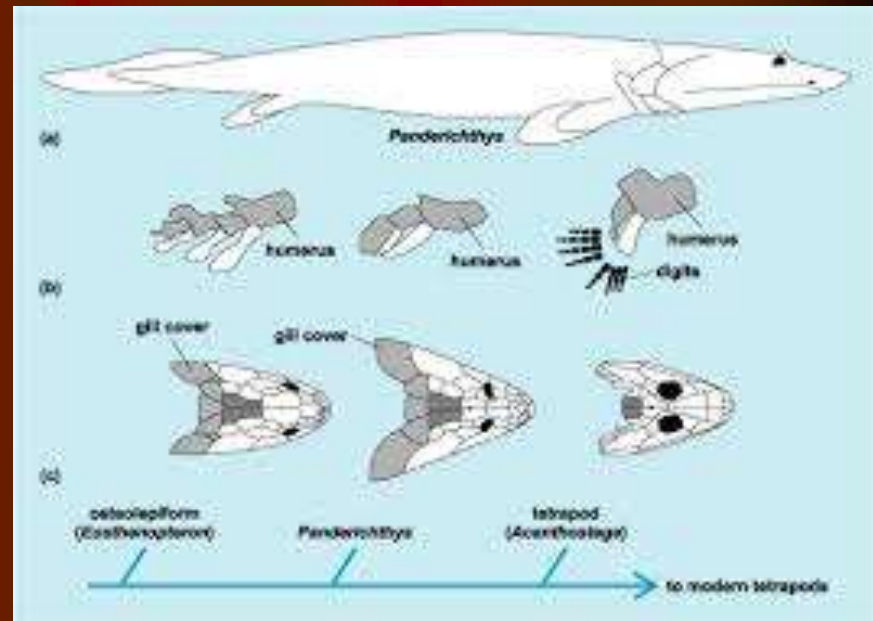 Panderichthys
(a)
humerus
humerus
humerus
digits
(b)
gill cover
gill cover
(c)
osteolepiform
(Eusthenopteron)
Panderichthys
tetrapod
(Acanthostega)
to modern tetrapods